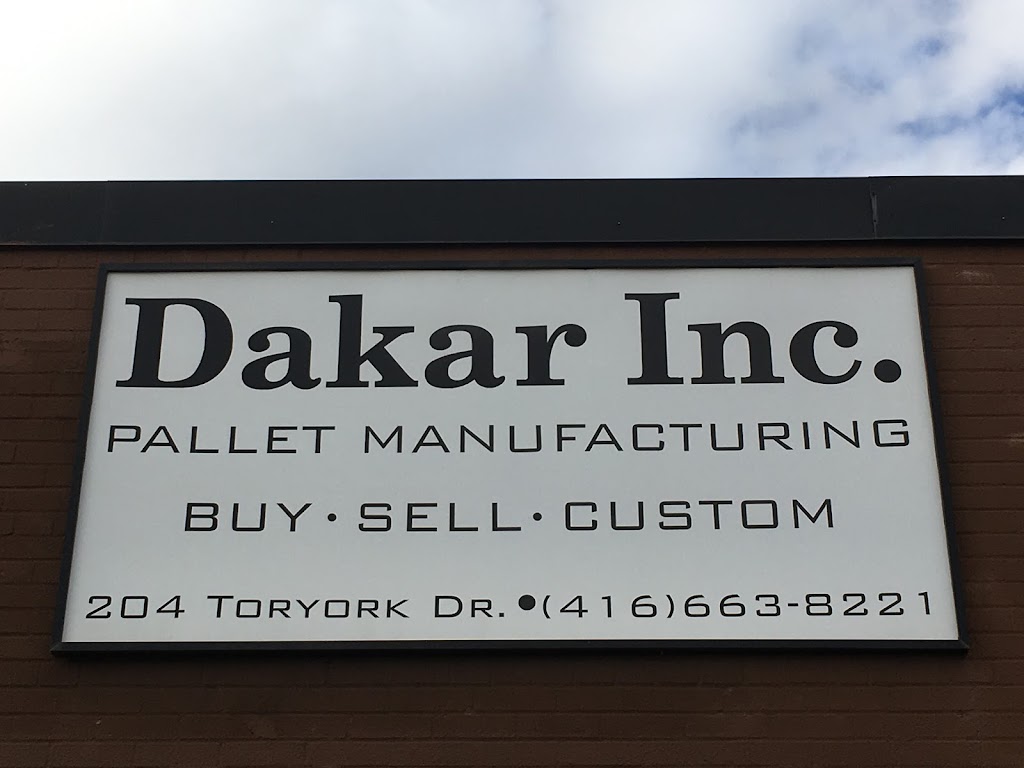 Dakar Inc.
PALLET MANUFACTURING
BUY · SELL · CUSTOM
204 TORYORK DR. •(416)663-8221